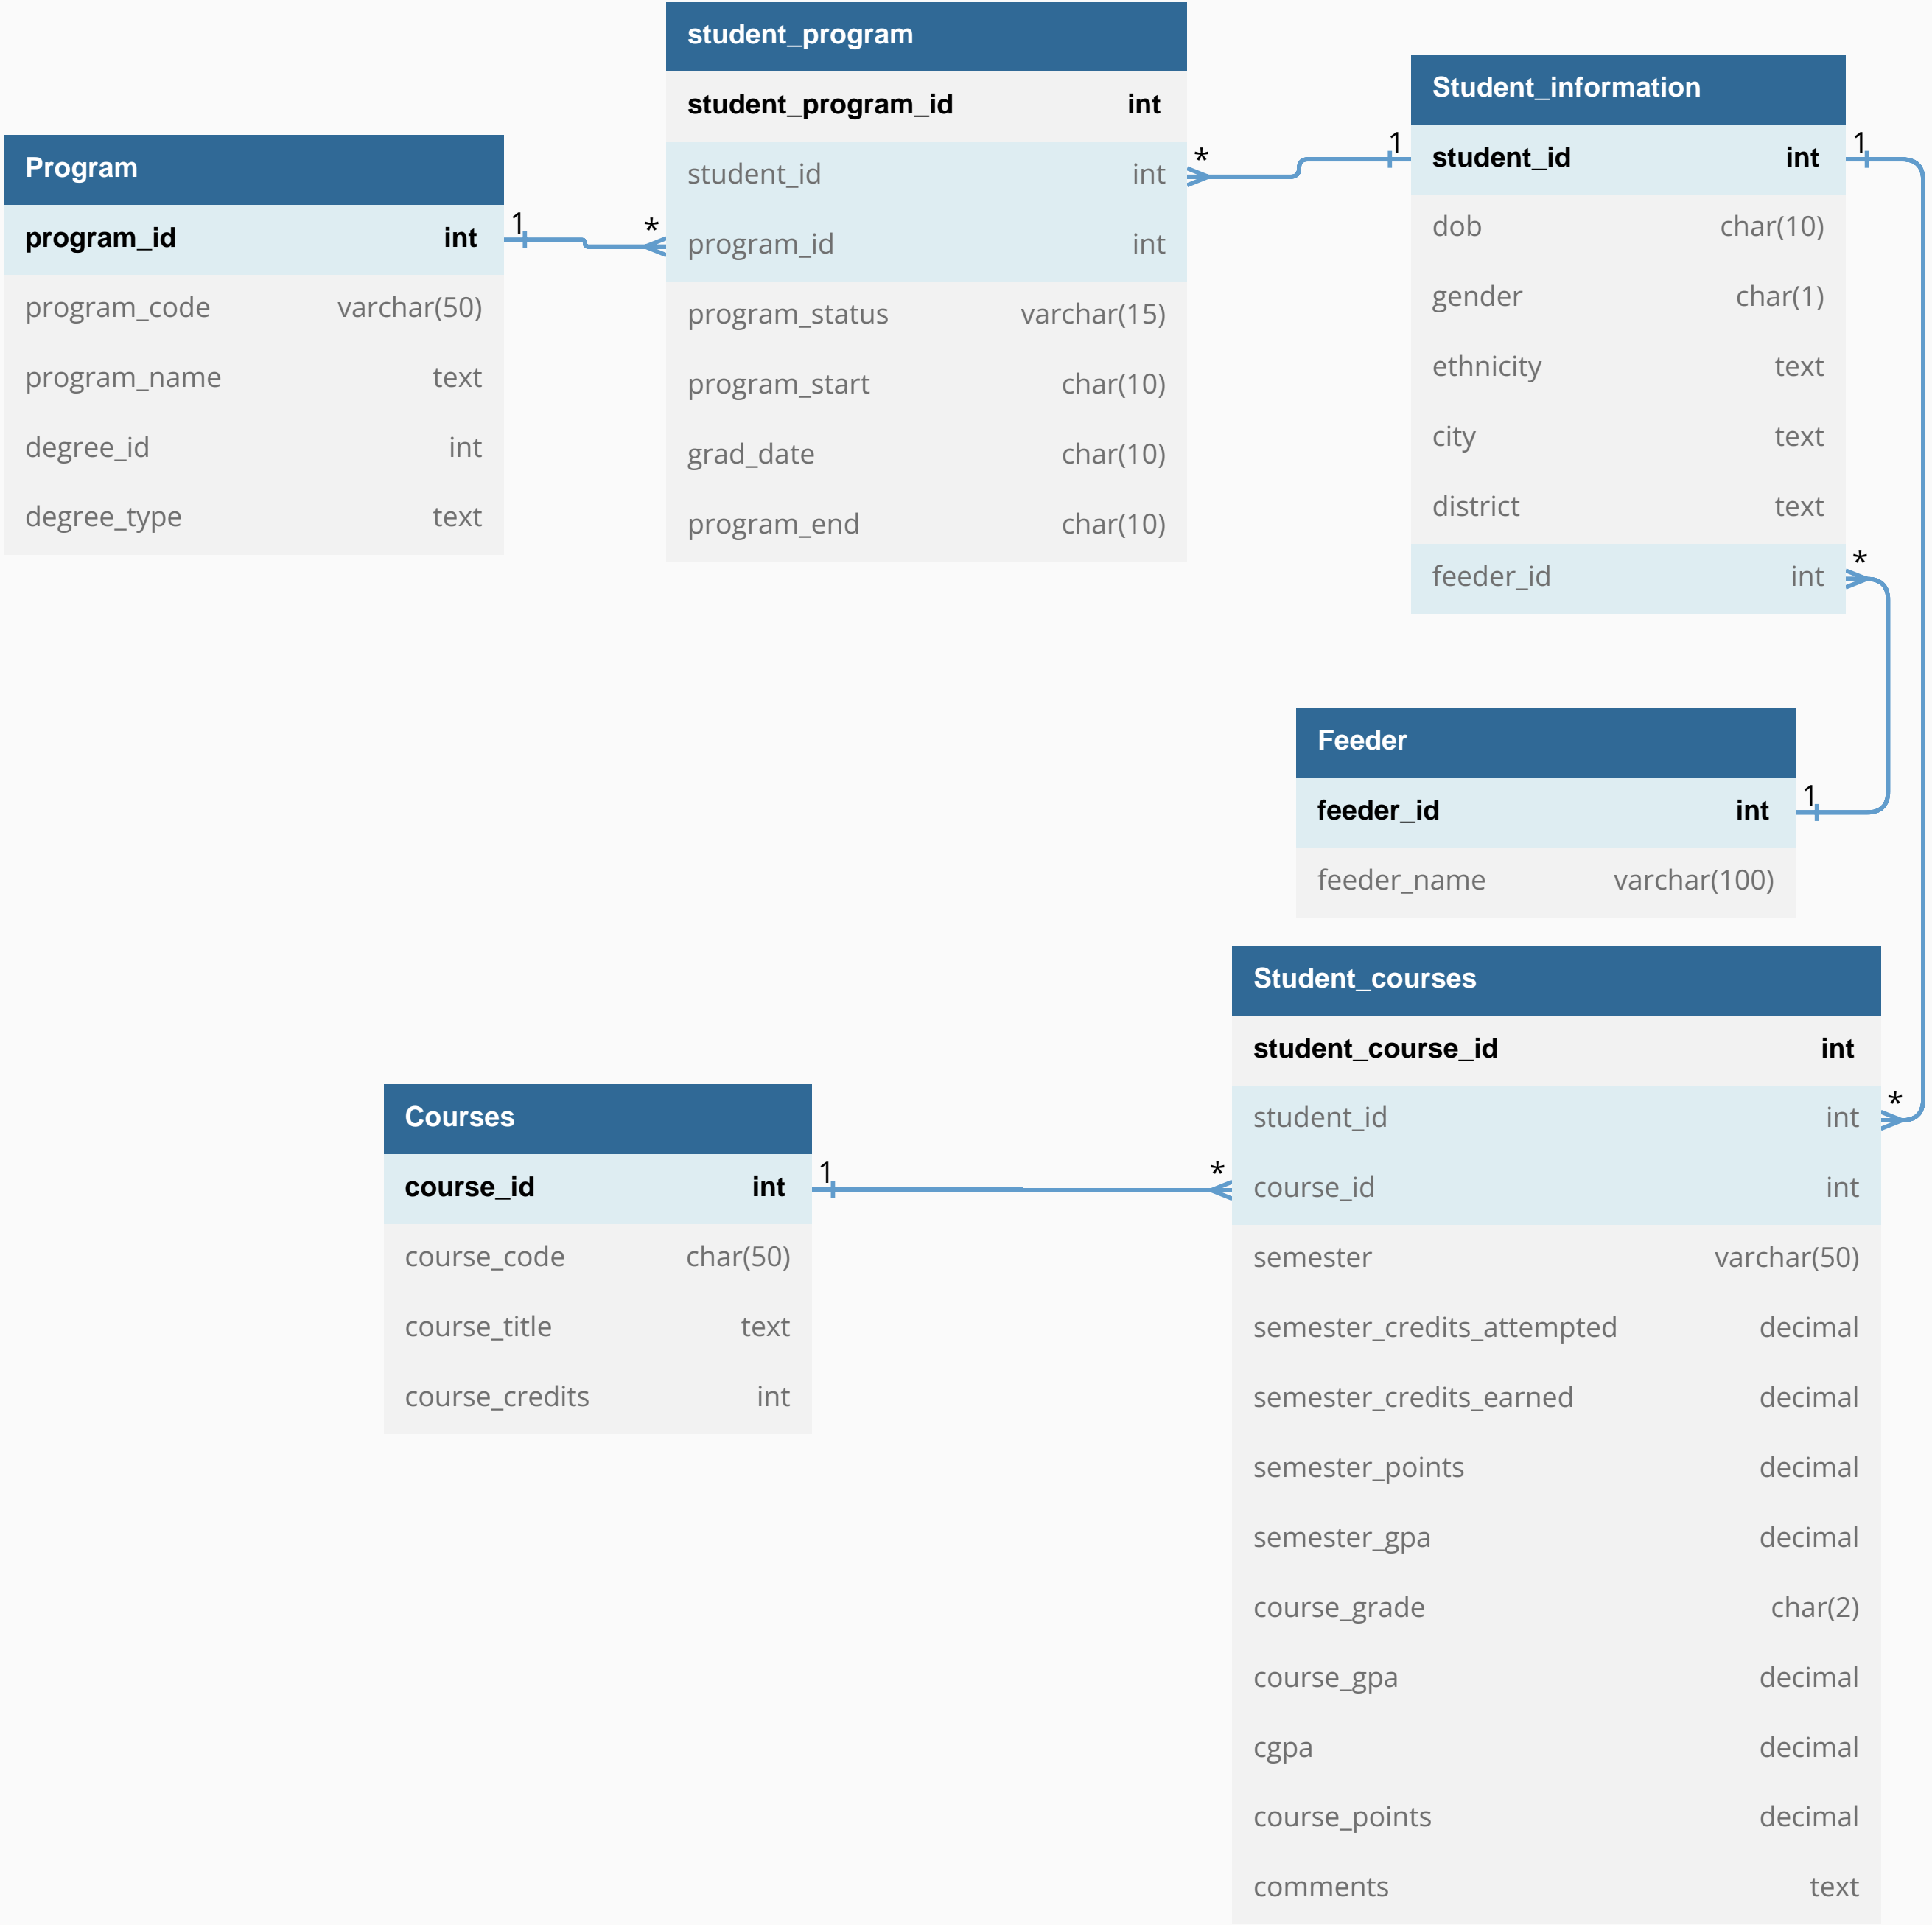 student_program
student_program_id int
student_id int
program_id int
program_status varchar(15)
program_start char(10)
grad_date char(10)
program_end char(10)
* *
Student_information
student_id int
dob char(10)
gender char(1)
ethnicity text
city text
district text
feeder_id int
1 1
*
Program
program_id int
program_code varchar(50)
program_name text
degree_id int
degree_type text
1
Feeder
feeder_id int
feeder_name varchar(100)
1
Student_courses
student_course_id int
student_id int
course_id int
semester varchar(50)
semester_credits_attempted decimal
semester_credits_earned decimal
semester_points decimal
semester_gpa decimal
course_grade char(2)
course_gpa decimal
cgpa decimal
course_points decimal
comments text
* *
Courses
course_id int
course_code char(50)
course_title text
course_credits int
1